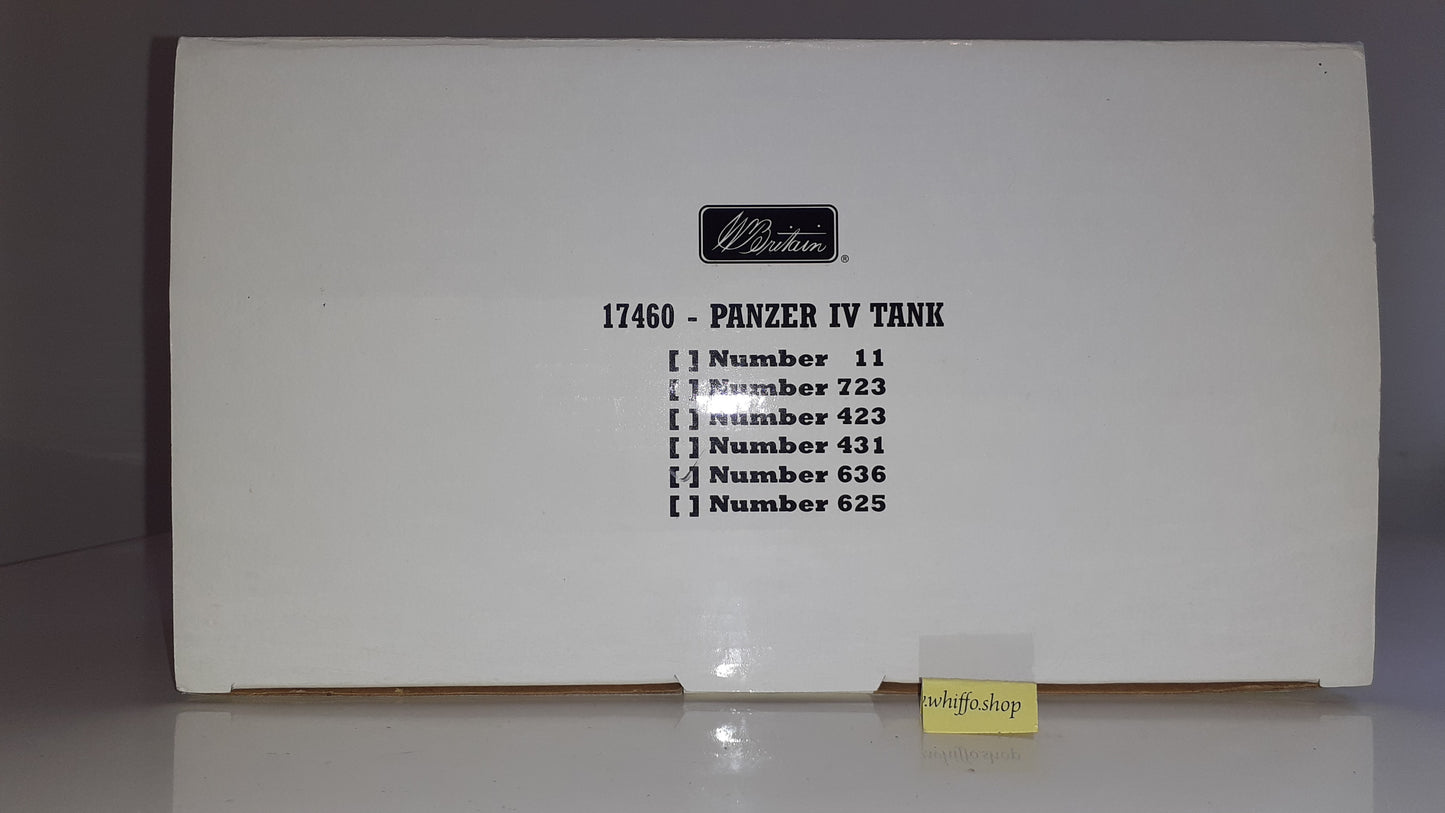 W Britain
®
17460 - PANZER IV TANK
[ ] Number 11
[ ] Number 723
[ ] Number 423
[ ] Number 431
[✓] Number 636
[ ] Number 625
.whiffo.shop